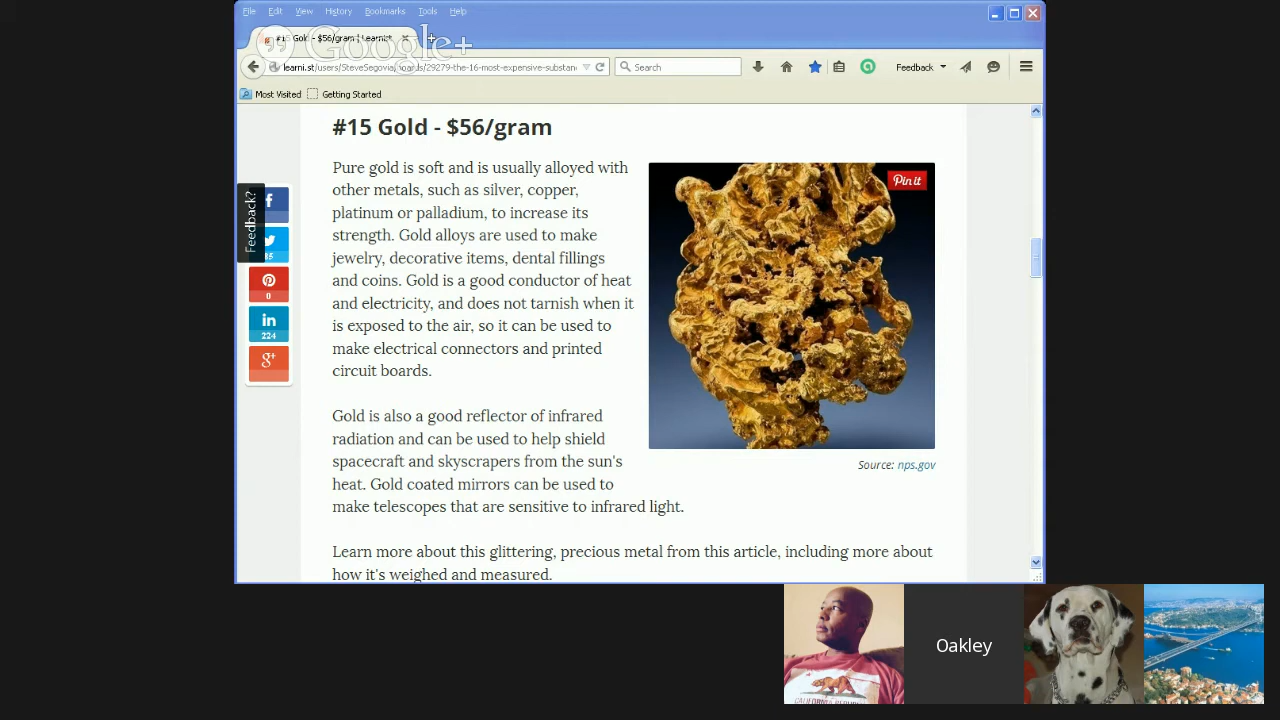 File Edit View History Bookmarks Tools Help
Google+
#15 Gold - $56/gram | Learnist
learni.st/users/SteveSegovia/boards/29279-the-16-most-expensive-substan
Search
Feedback
Most Visited Getting Started
#15 Gold - $56/gram
Pure gold is soft and is usually alloyed with
other metals, such as silver, copper,
platinum or palladium, to increase its
strength. Gold alloys are used to make
jewelry, decorative items, dental fillings
and coins. Gold is a good conductor of heat
and electricity, and does not tarnish when it
is exposed to the air, so it can be used to
make electrical connectors and printed
circuit boards.
Pin it
Source: nps.gov
Gold is also a good reflector of infrared
radiation and can be used to help shield
spacecraft and skyscrapers from the sun's
heat. Gold coated mirrors can be used to
make telescopes that are sensitive to infrared light.
Learn more about this glittering, precious metal from this article, including more about
how it's weighed and measured.
Feedback?
f
0
in
224
g+
Oakley